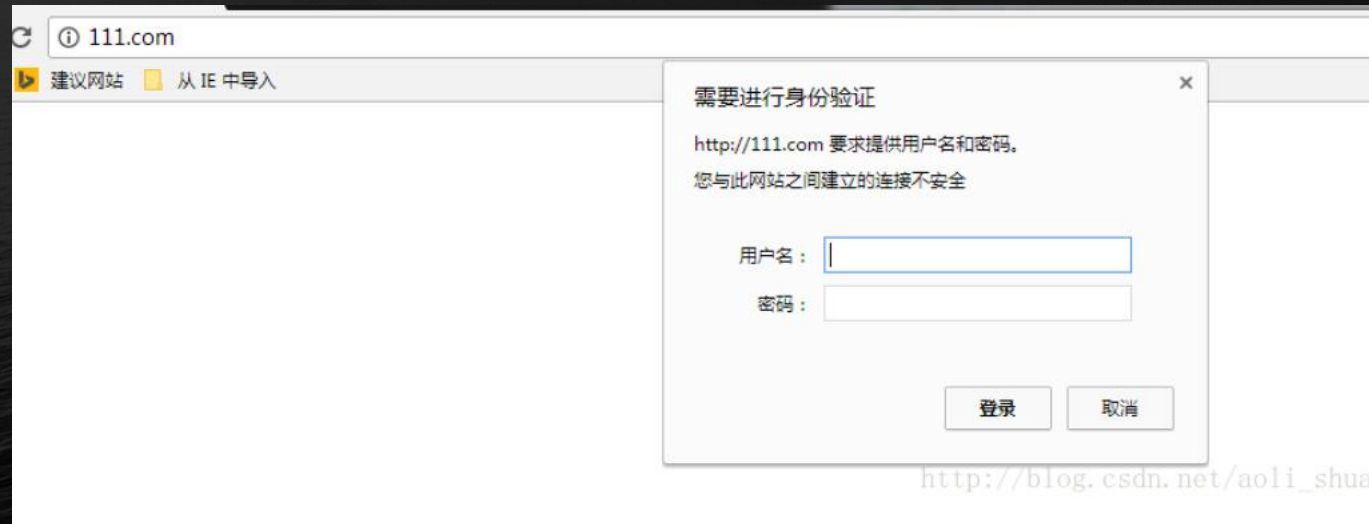 111.com
建议网站 从 IE 中导入
需要进行身份验证
http://111.com 要求提供用户名和密码。
您与此网站之间建立的连接不安全
用户名：
密码：
登录 取消
http://blog.csdn.net/aoli_shua